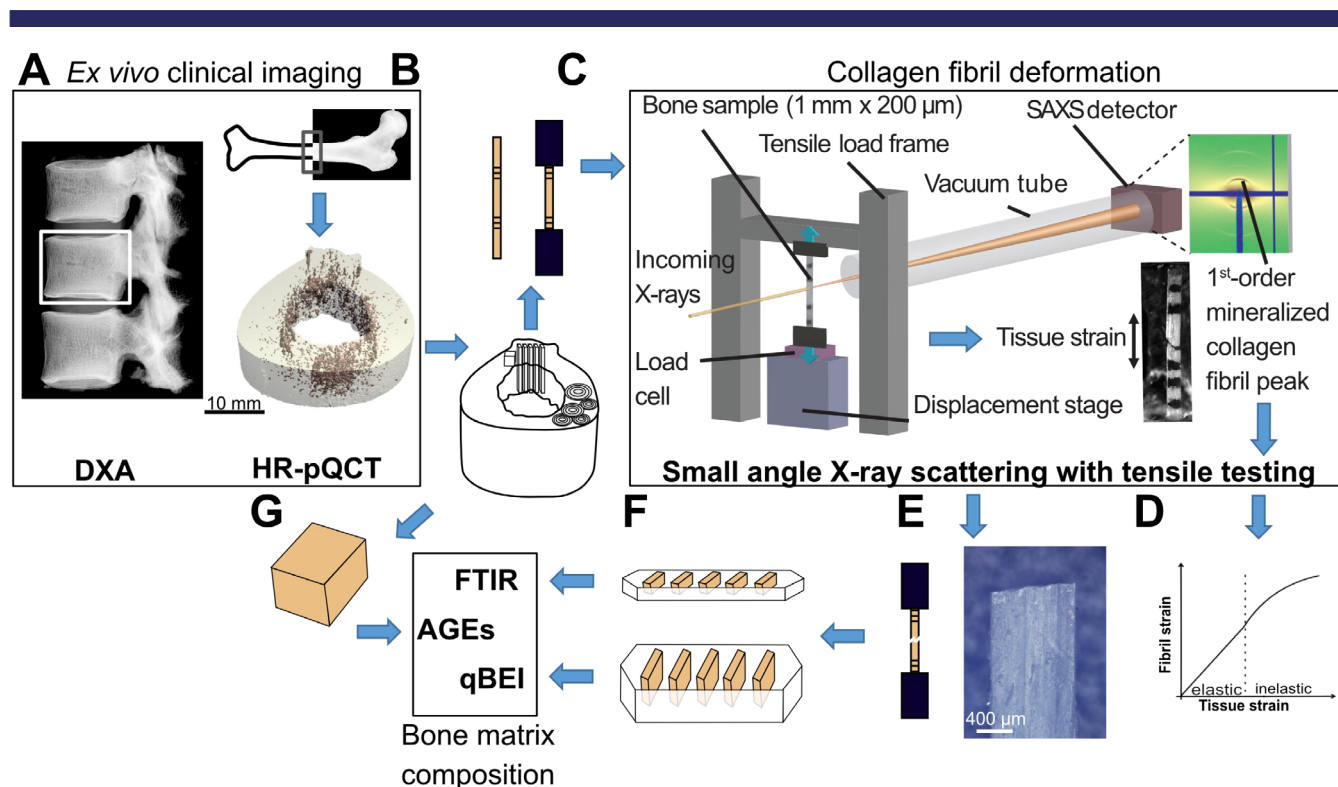 A
Ex vivo clinical imaging
B
10 mm
DXA
HR-pQCT
C
Collagen fibril deformation
Bone sample (1 mm x 200 µm)
Tensile load frame
Vacuum tube
SAXS detector
Incoming
X-rays
Load
cell
Displacement stage
Tissue strain
1st-order
mineralized
collagen
fibril peak
Small angle X-ray scattering with tensile testing
D
Fibril strain
elastic
inelastic
Tissue strain
E
400 µm
F
G
FTIR
AGEs
qBEI
Bone matrix
composition